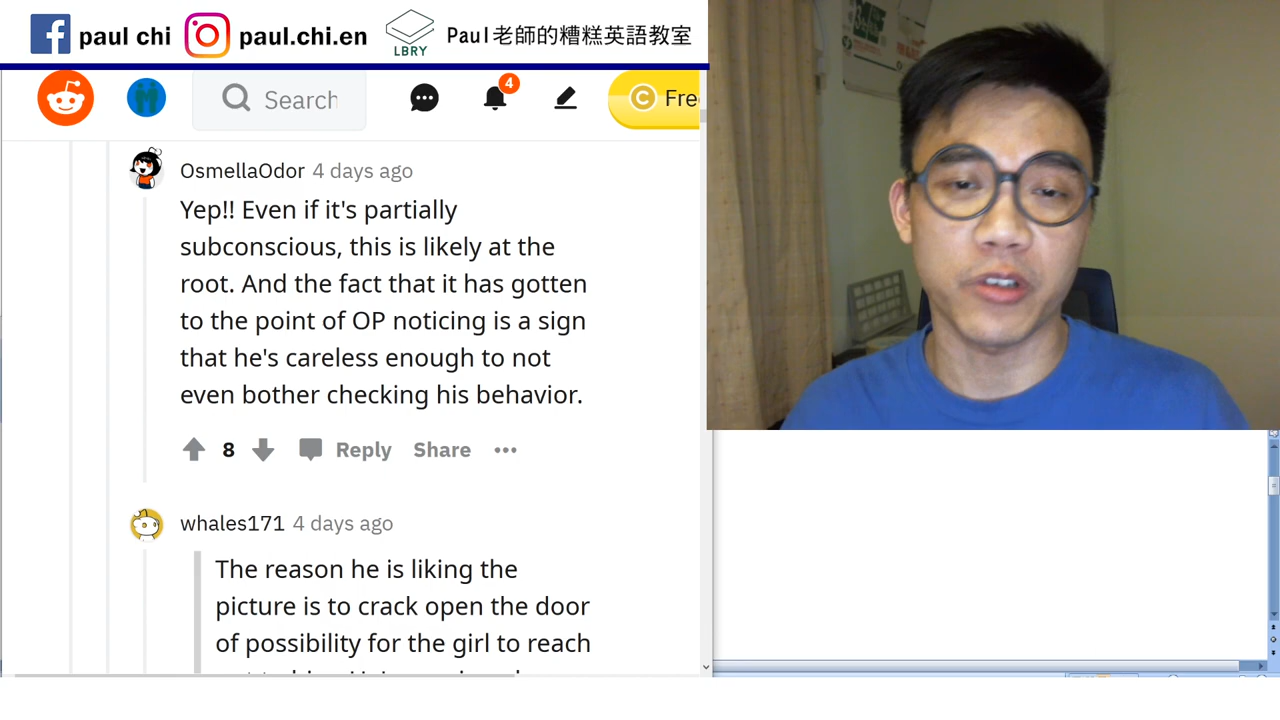 paul chi
paul.chi.en
LBRY
Paul老師的糟糕英語教室
Search
4
Fre
OsmellaOdor 4 days ago
Yep!! Even if it's partially
subconscious, this is likely at the
root. And the fact that it has gotten
to the point of OP noticing is a sign
that he's careless enough to not
even bother checking his behavior.
8 Reply Share
whales171 4 days ago
The reason he is liking the
picture is to crack open the door
of possibility for the girl to reach